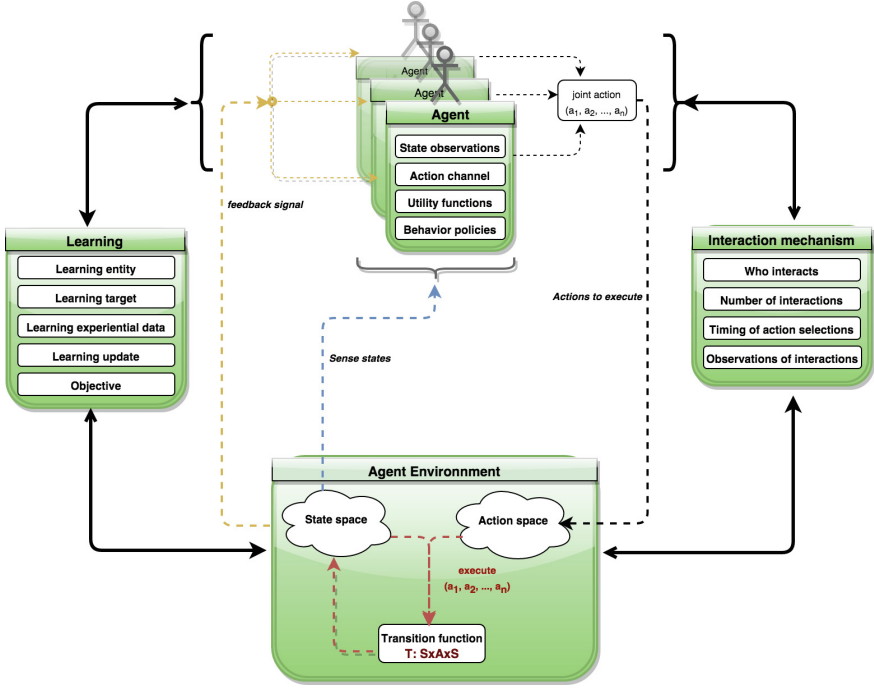 Agent
Agent
Agent
State observations
Action channel
Utility functions
Behavior policies
joint action
(a1, a2, ..., an)
feedback signal
Learning
Learning entity
Learning target
Learning experiential data
Learning update
Objective
Interaction mechanism
Who interacts
Number of interactions
Timing of action selections
Observations of interactions
Actions to execute
Sense states
Agent Environnment
State space
Action space
execute
(a1, a2, ..., an)
Transition function
T: SxAxS